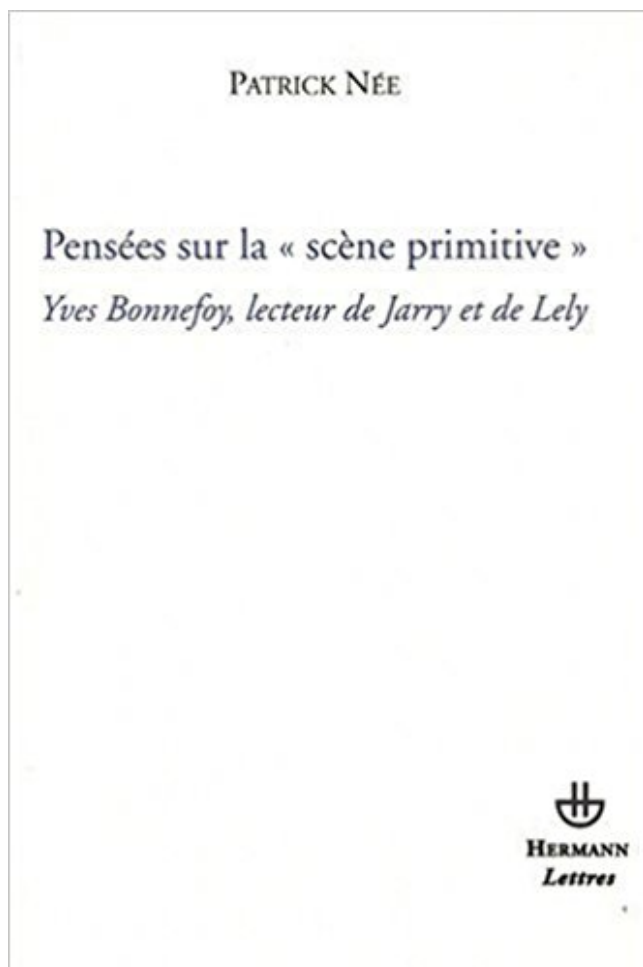 PATRICK NÉE
Pensées sur la « scène primitive »
Yves Bonnefoy, lecteur de Jarry et de Lely
HERMANN
Lettres